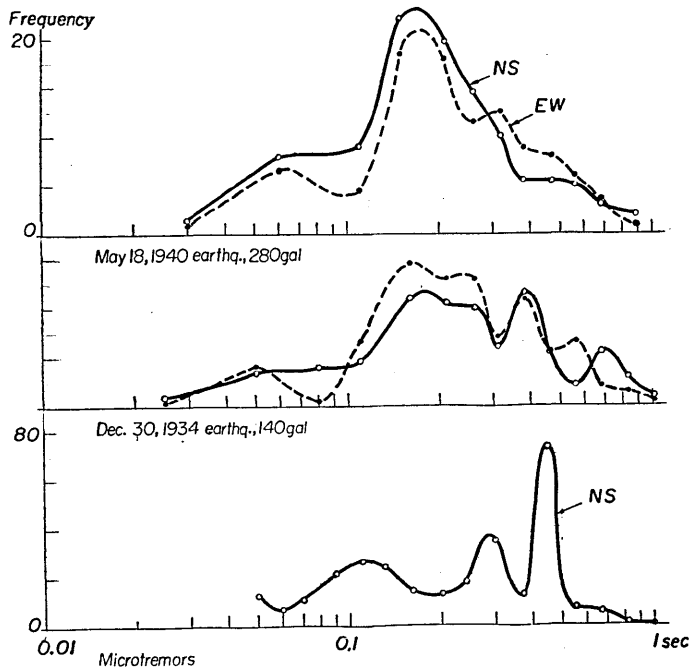 Frequency
20
NS
EW
0
May 18, 1940 earthq., 280gal
Dec. 30, 1934 earthq., 140gal
80
NS
0
0.01
0,1
1 sec
Microtremors